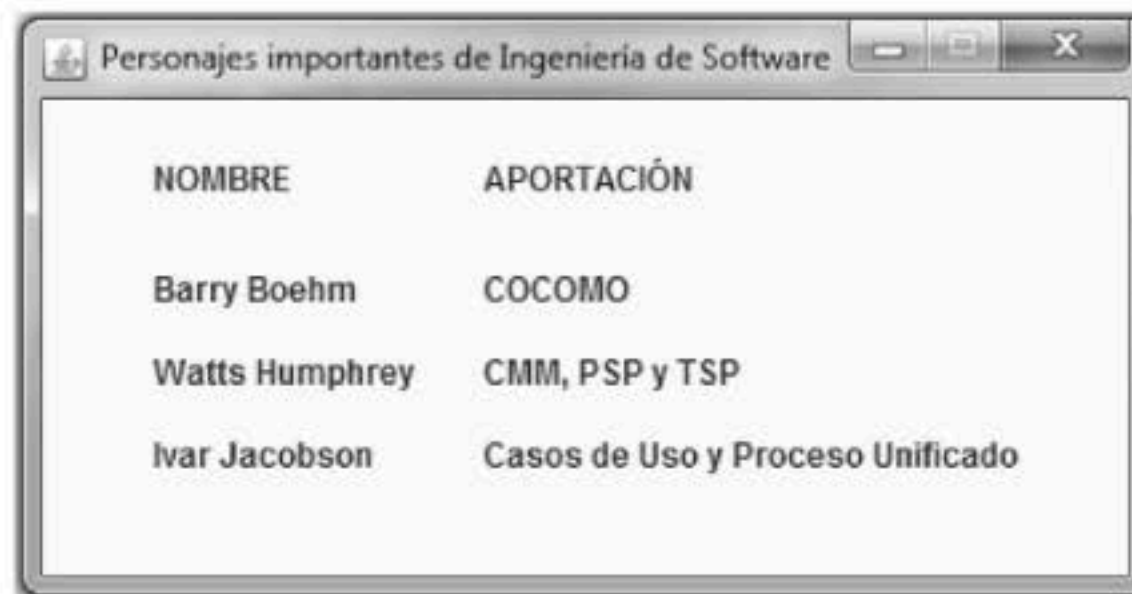 Personajes importantes de Ingenieria de Software
NOMBRE APORTACIÓN
Barry Boehm COCOMO
Watts Humphrey CMM, PSP y TSP
Ivar Jacobson Casos de Uso y Proceso Unificado